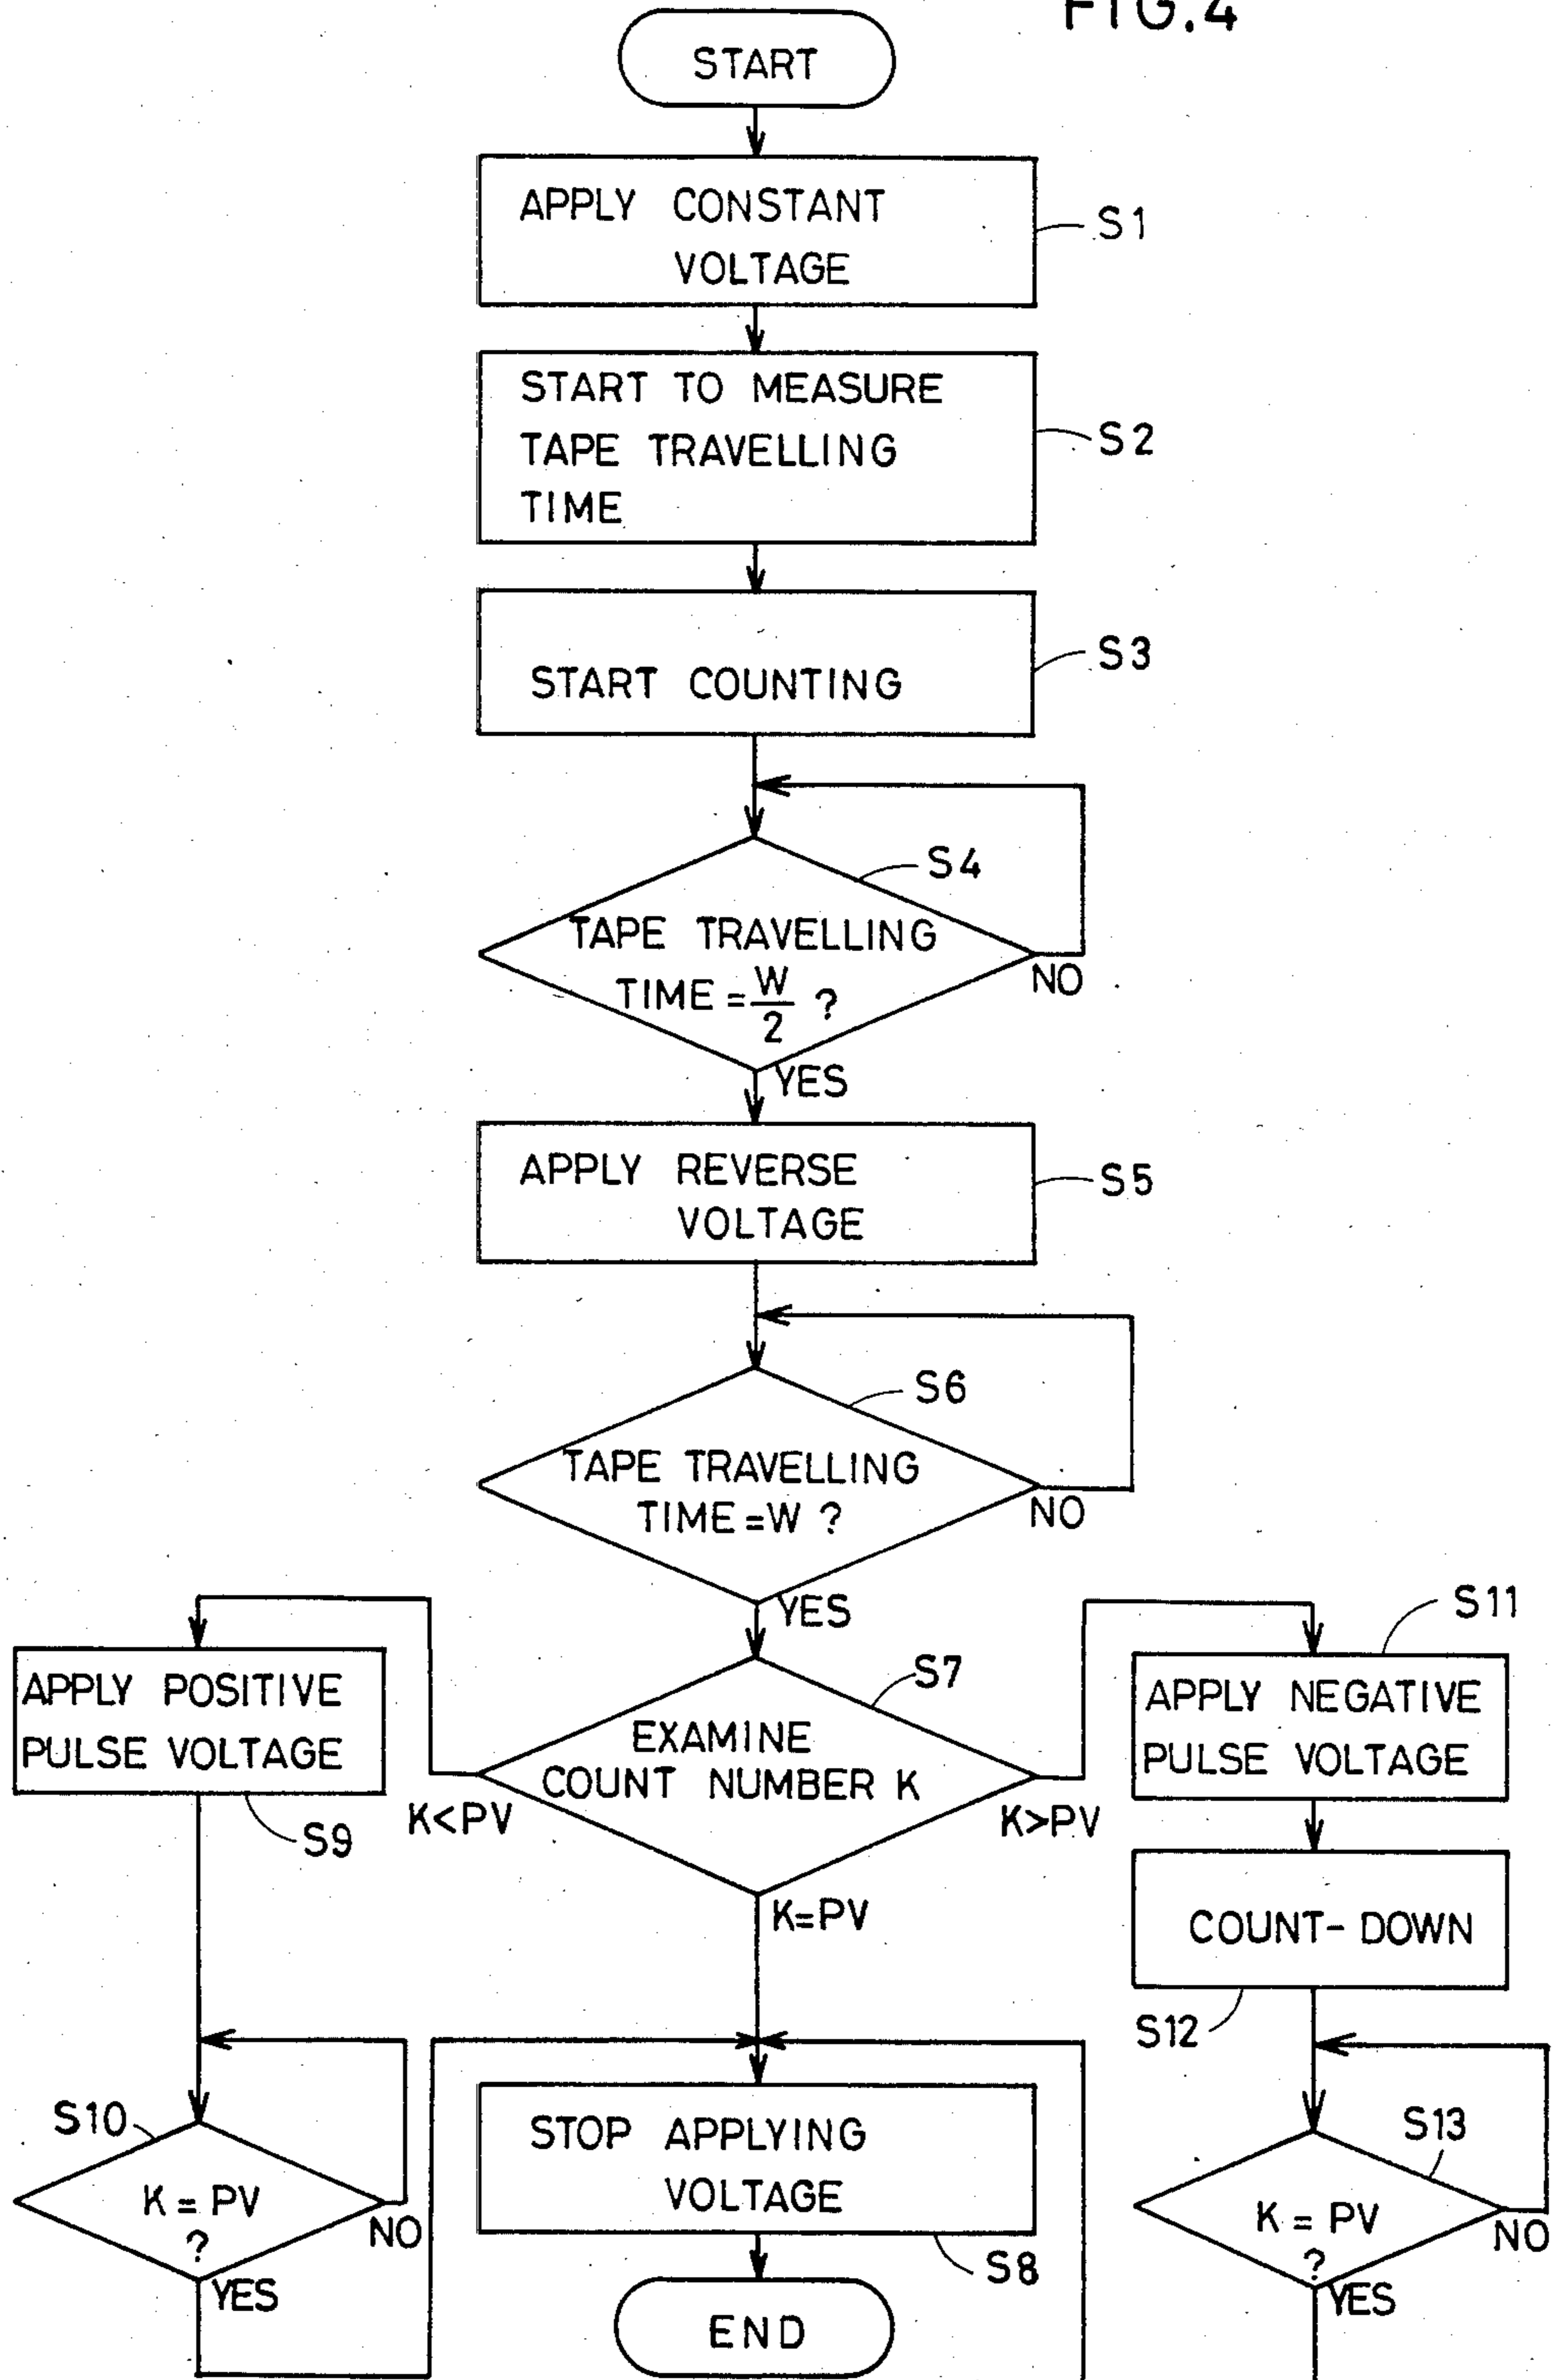 FIG.4
START
APPLY CONSTANT
VOLTAGE
S1
START TO MEASURE
TAPE TRAVELLING
TIME
S2
START COUNTING
S3
S4
TAPE TRAVELLING
TIME = W/2 ?
NO
YES
APPLY REVERSE
VOLTAGE
S5
S6
TAPE TRAVELLING
TIME = W ?
NO
YES
S7
EXAMINE
COUNT NUMBER K
K<PV
K>PV
K=PV
APPLY POSITIVE
PULSE VOLTAGE
S9
S11
APPLY NEGATIVE
PULSE VOLTAGE
COUNT-DOWN
S12
S10
K = PV
?
NO
YES
STOP APPLYING
VOLTAGE
S8
END
S13
K = PV
?
NO
YES